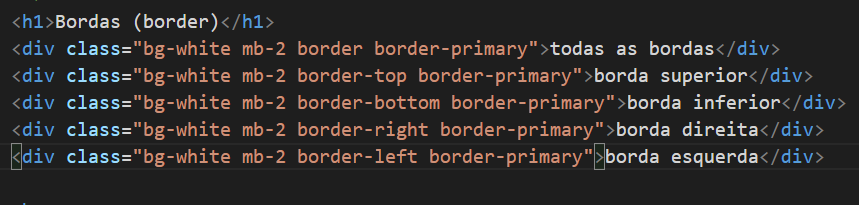 <h1>Bordas (border)</h1>
<div class="bg-white mb-2 border border-primary">todas as bordas</div>
<div class="bg-white mb-2 border-top border-primary">borda superior</div>
<div class="bg-white mb-2 border-bottom border-primary">borda inferior</div>
<div class="bg-white mb-2 border-right border-primary">borda direita</div>
<div class="bg-white mb-2 border-left border-primary">borda esquerda</div>